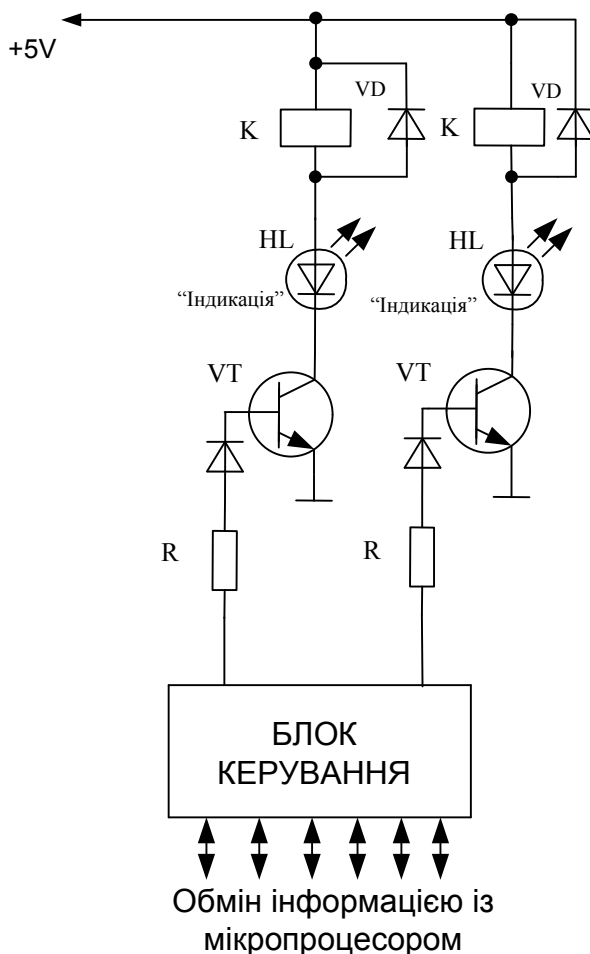 +5V
VD
VD
K
K
HL
HL
“Індикація”
“Індикація”
VT
VT
R
R
БЛОК
КЕРУВАННЯ
Обмін інформацією із
мікропроцесором